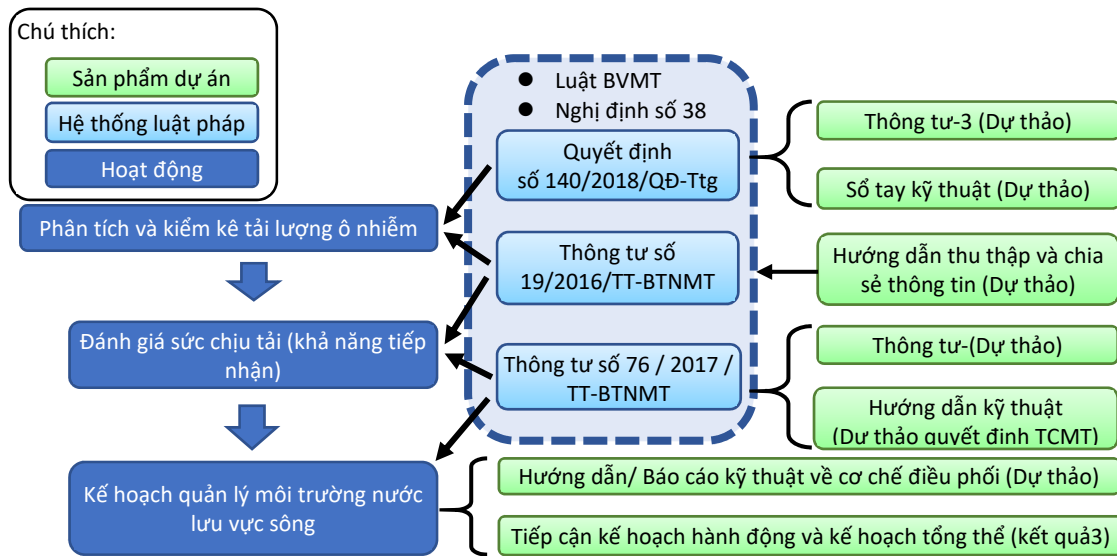 Chú thích:
Sản phẩm dự án
Hệ thống luật pháp
Hoạt động
Phân tích và kiểm kê tải lượng ô nhiễm
Đánh giá sức chịu tải (khả năng tiếp
nhận)
Kế hoạch quản lý môi trường nước
lưu vực sông
● Luật BVMT
● Nghị định số 38
Quyết định
số 140/2018/QĐ-Ttg
Thông tư số
19/2016/TT-BTNMT
Thông tư số 76 / 2017 /
TT-BTNMT
Thông tư-3 (Dự thảo)
Sổ tay kỹ thuật (Dự thảo)
Hướng dẫn thu thập và chia
sẻ thông tin (Dự thảo)
Thông tư-(Dự thảo)
Hướng dẫn kỹ thuật
(Dự thảo quyết định TCMT)
Hướng dẫn/ Báo cáo kỹ thuật về cơ chế điều phối (Dự thảo)
Tiếp cận kế hoạch hành động và kế hoạch tổng thể (kết quả3)